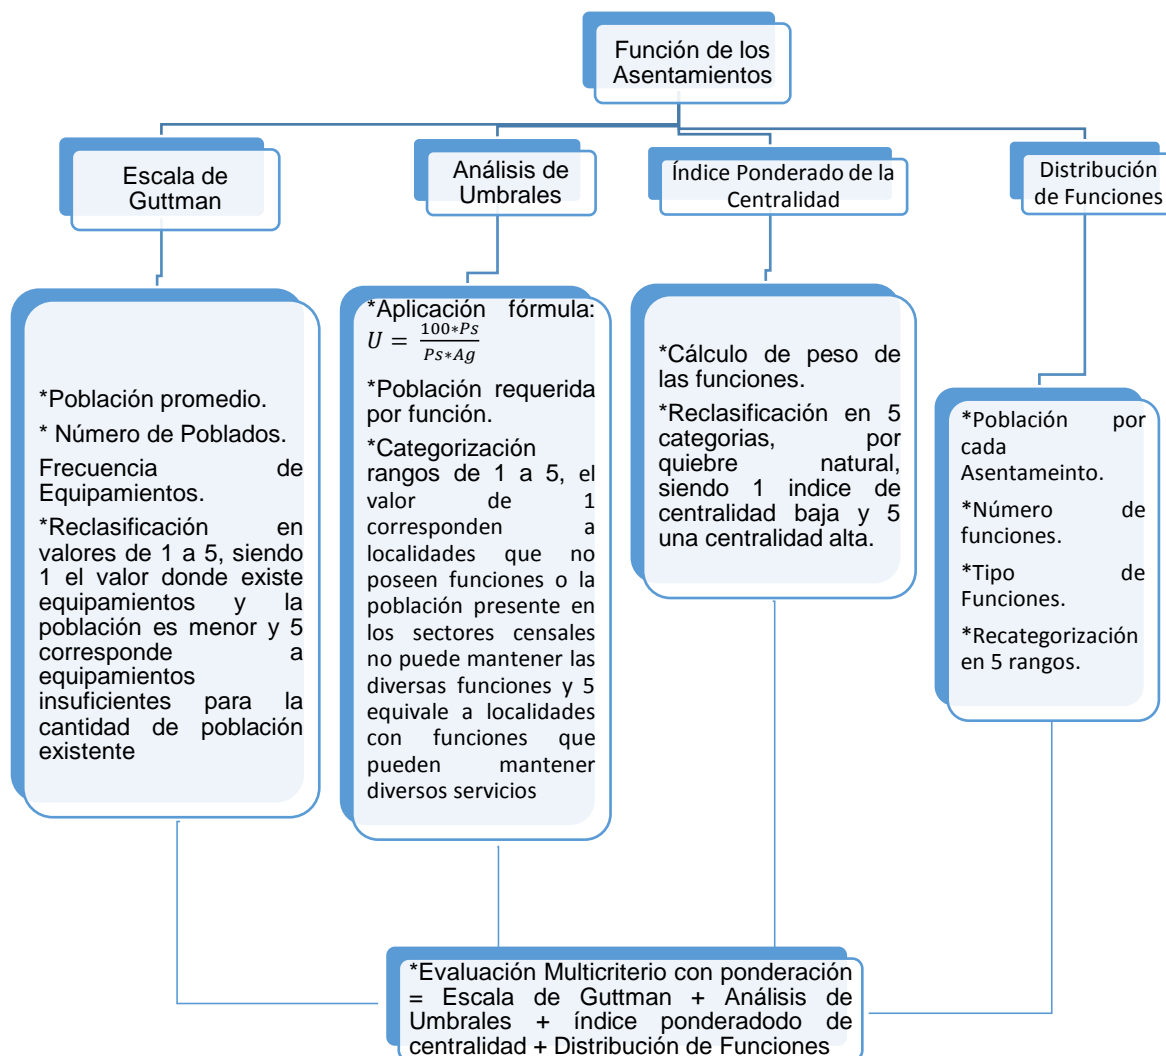 Función de los
Asentamientos
Escala de
Guttman
Análisis de
Umbrales
Índice Ponderado de la
Centralidad
Distribución
de Funciones
*Población promedio.
* Número de Poblados.
Frecuencia de
Equipamientos.
*Reclasificación en
valores de 1 a 5, siendo
1 el valor donde existe
equipamientos y la
población es menor y 5
corresponde a
equipamientos
insuficientes para la
cantidad de población
existente
*Aplicación fórmula:
U = 100*Ps / Ps*Ag
*Población requerida
por función.
*Categorización
rangos de 1 a 5, el
valor de 1
corresponden a
localidades que no
poseen funciones o la
población presente en
los sectores censales
no puede mantener las
diversas funciones y 5
equivale a localidades
con funciones que
pueden mantener
diversos servicios
*Cálculo de peso de
las funciones.
*Reclasificación en 5
categorias, por
quiebre natural,
siendo 1 indice de
centralidad baja y 5
una centralidad alta.
*Población por
cada
Asentameinto.
*Número de
funciones.
*Tipo de
Funciones.
*Recategorización
en 5 rangos.
*Evaluación Multicriterio con ponderación
= Escala de Guttman + Análisis de
Umbrales + índice ponderadodo de
centralidad + Distribución de Funciones